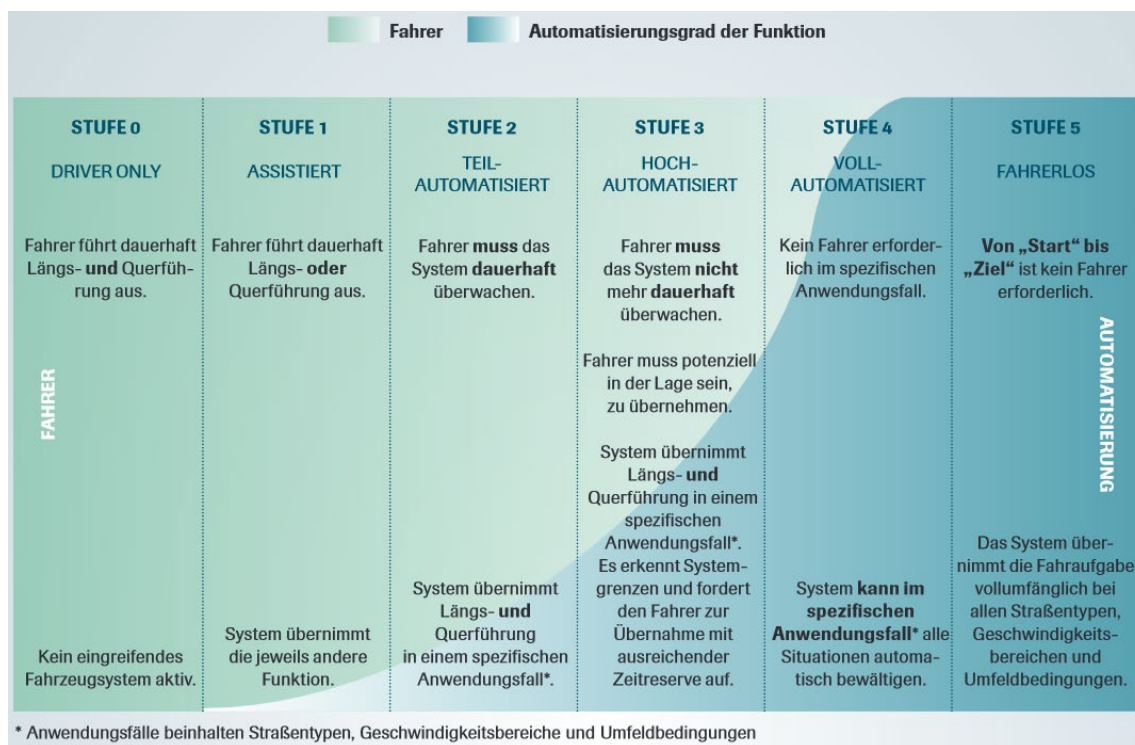 Fahrer
Automatisierungsgrad der Funktion
STUFE 0
DRIVER ONLY
Fahrer führt dauerhaft
Längs- und Querfüh-
rung aus.
Kein eingreifendes
Fahrzeugsystem aktiv.
STUFE 1
ASSISTIERT
Fahrer führt dauerhaft
Längs- oder
Querführung aus.
System übernimmt
die jeweils andere
Funktion.
STUFE 2
TEIL-
AUTOMATISIERT
Fahrer muss das
System dauerhaft
überwachen.
System übernimmt
Längs- und
Querführung
in einem spezifischen
Anwendungsfall*.
STUFE 3
HOCH-
AUTOMATISIERT
Fahrer muss
das System nicht
mehr dauerhaft
überwachen.
Fahrer muss potenziell
in der Lage sein,
zu übernehmen.
System übernimmt
Längs- und
Querführung in einem
spezifischen
Anwendungsfall*.
Es erkennt System-
grenzen und fordert
den Fahrer zur
Übernahme mit
ausreichender
Zeitreserve auf.
STUFE 4
VOLL-
AUTOMATISIERT
Kein Fahrer erforder-
lich im spezifischen
Anwendungsfall.
System kann im
spezifischen
Anwendungsfall* alle
Situationen automa-
tisch bewältigen.
STUFE 5
FAHRERLOS
Von „Start“ bis
„Ziel“ ist kein Fahrer
erforderlich.
Das System über-
nimmt die Fahraufgabe
vollumfänglich bei
allen Straßentypen,
Geschwindigkeits-
bereichen und
Umfeldbedingungen.
FAHRER
AUTOMATISIERUNG
* Anwendungsfälle beinhalten Straßentypen, Geschwindigkeitsbereiche und Umfeldbedingungen